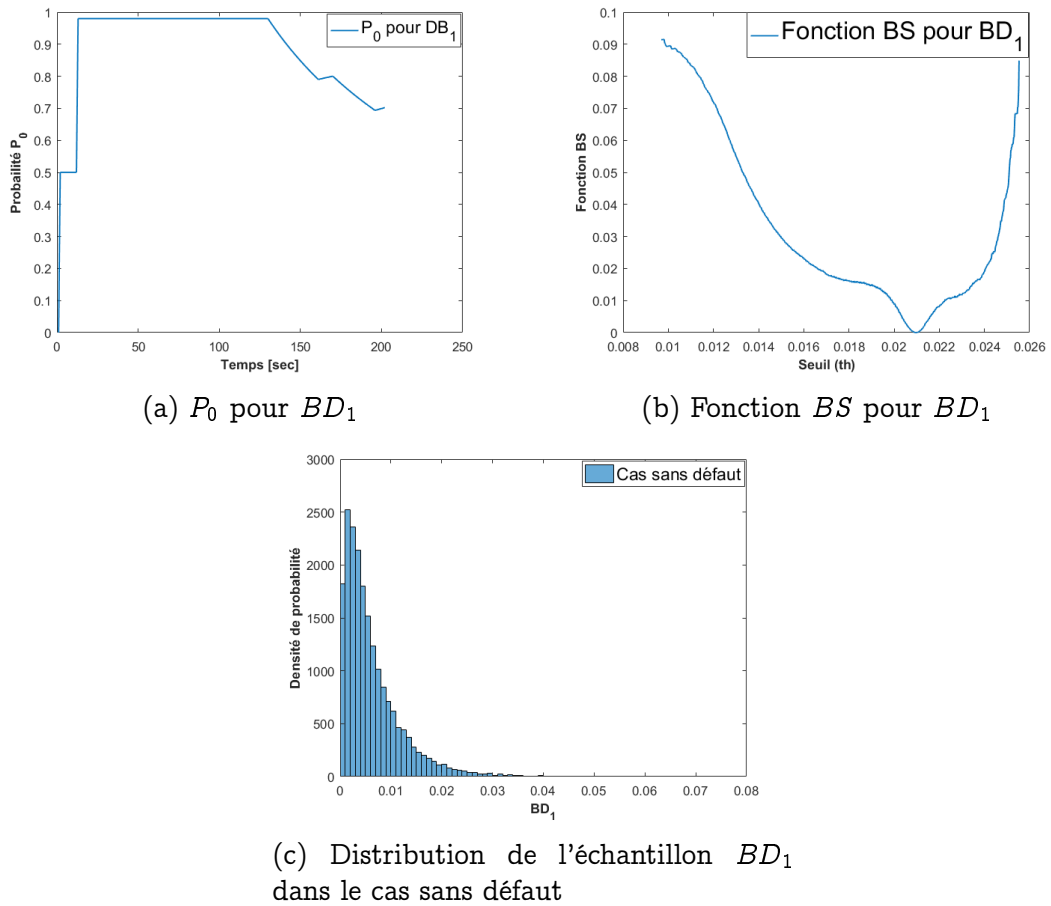 P0 pour DB1
Probailité P0
1
0.9
0.8
0.7
0.6
0.5
0.4
0.3
0.2
0.1
0
0 50 100 150 200 250
Temps [sec]
(a) P0 pour BD1
Fonction BS pour BD1
Fonction BS
0.1
0.09
0.08
0.07
0.06
0.05
0.04
0.03
0.02
0.01
0
0.008 0.01 0.012 0.014 0.016 0.018 0.02 0.022 0.024 0.026
Seuil (th)
(b) Fonction BS pour BD1
Cas sans défaut
Densité de probabilité
3000
2500
2000
1500
1000
500
0
0 0.01 0.02 0.03 0.04 0.05 0.06 0.07 0.08
BD1
(c) Distribution de l'échantillon BD1
dans le cas sans défaut